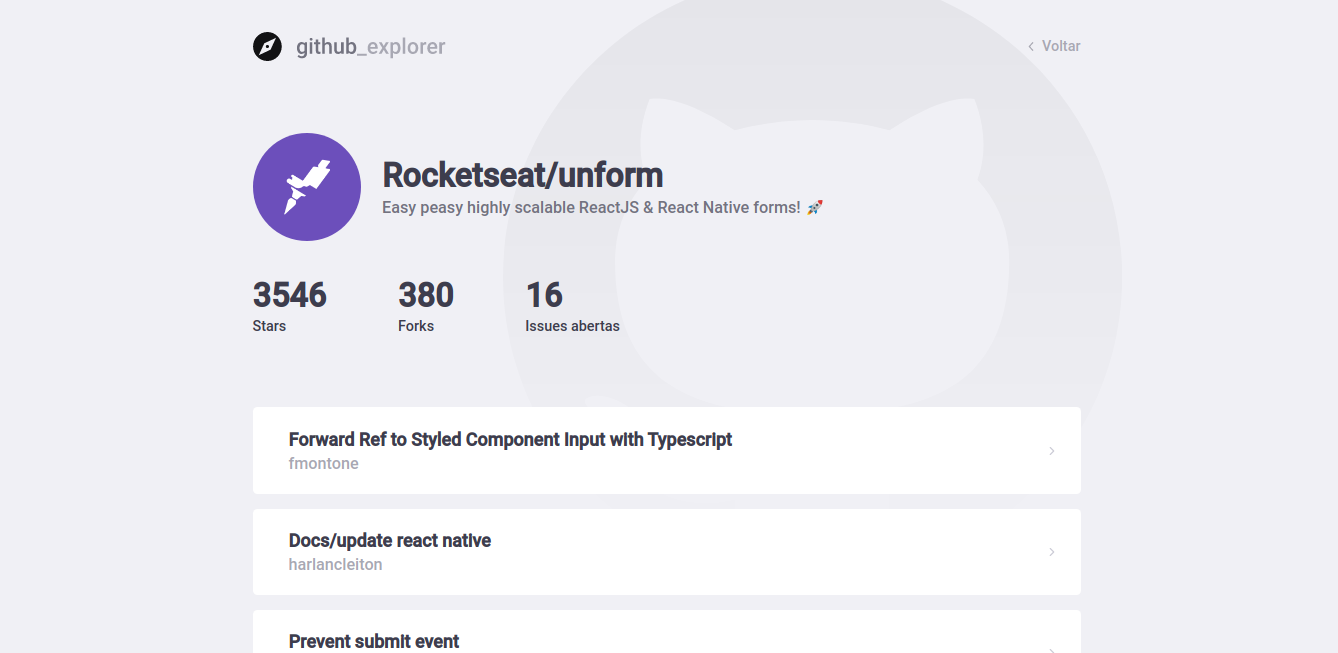 github_explorer
Voltar
Rocketseat/unform
Easy peasy highly scalable ReactJS & React Native forms! 🚀
3546 380 16
Stars Forks Issues abertas
Forward Ref to Styled Component Input with Typescript
fmontone
Docs/update react native
harlancleiton
Prevent submit event